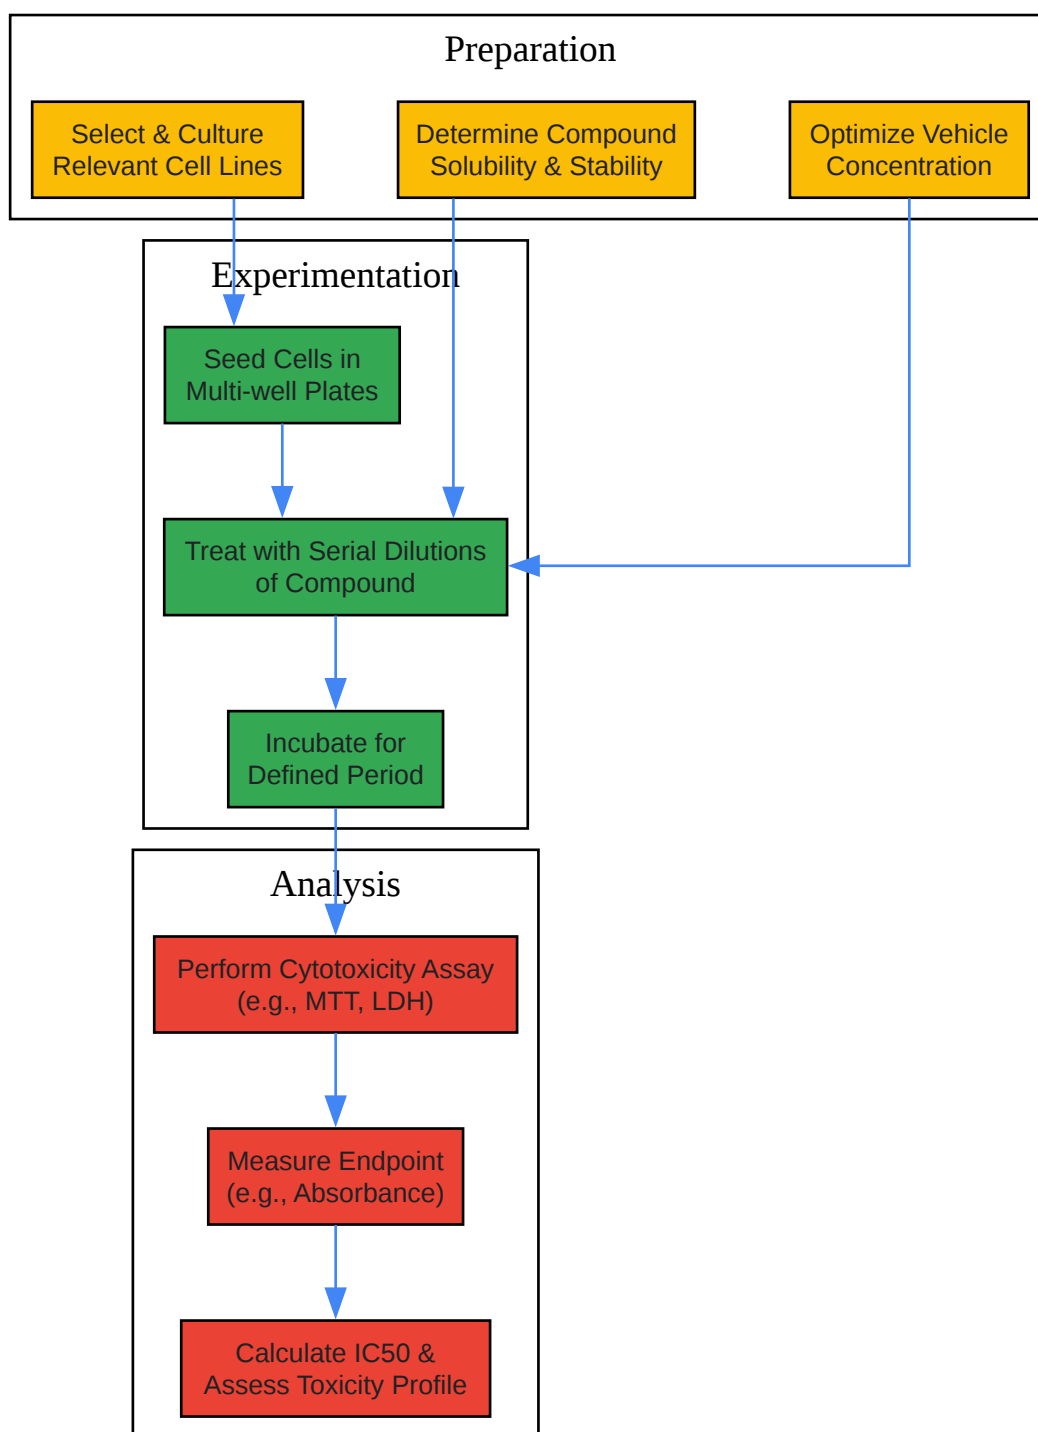 Preparation
Select & Culture
Relevant Cell Lines
Determine Compound
Solubility & Stability
Optimize Vehicle
Concentration
Experimentation
Seed Cells in
Multi-well Plates
Treat with Serial Dilutions
of Compound
Incubate for
Defined Period
Analysis
Perform Cytotoxicity Assay
(e.g., MTT, LDH)
Measure Endpoint
(e.g., Absorbance)
Calculate IC50 &
Assess Toxicity Profile